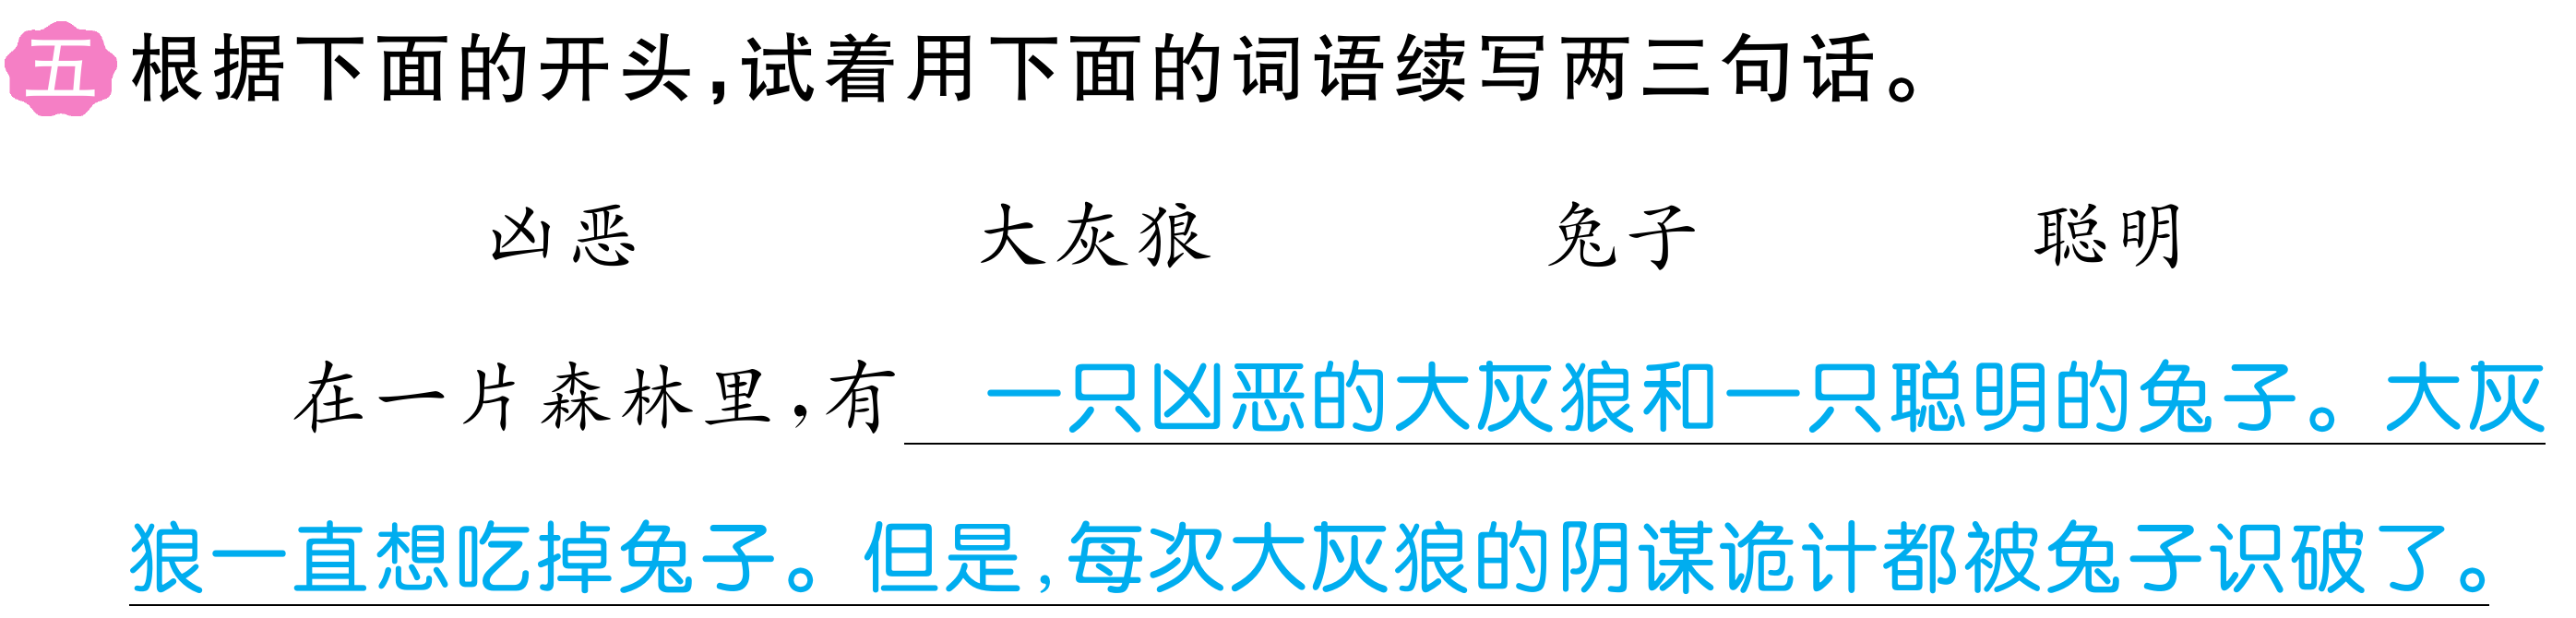 五 根据下面的开头,试着用下面的词语续写两三句话。
凶恶 大灰狼 兔子 聪明
在一片森林里,有 一只凶恶的大灰狼和一只聪明的兔子。大灰
狼一直想吃掉兔子。但是,每次大灰狼的阴谋诡计都被兔子识破了。